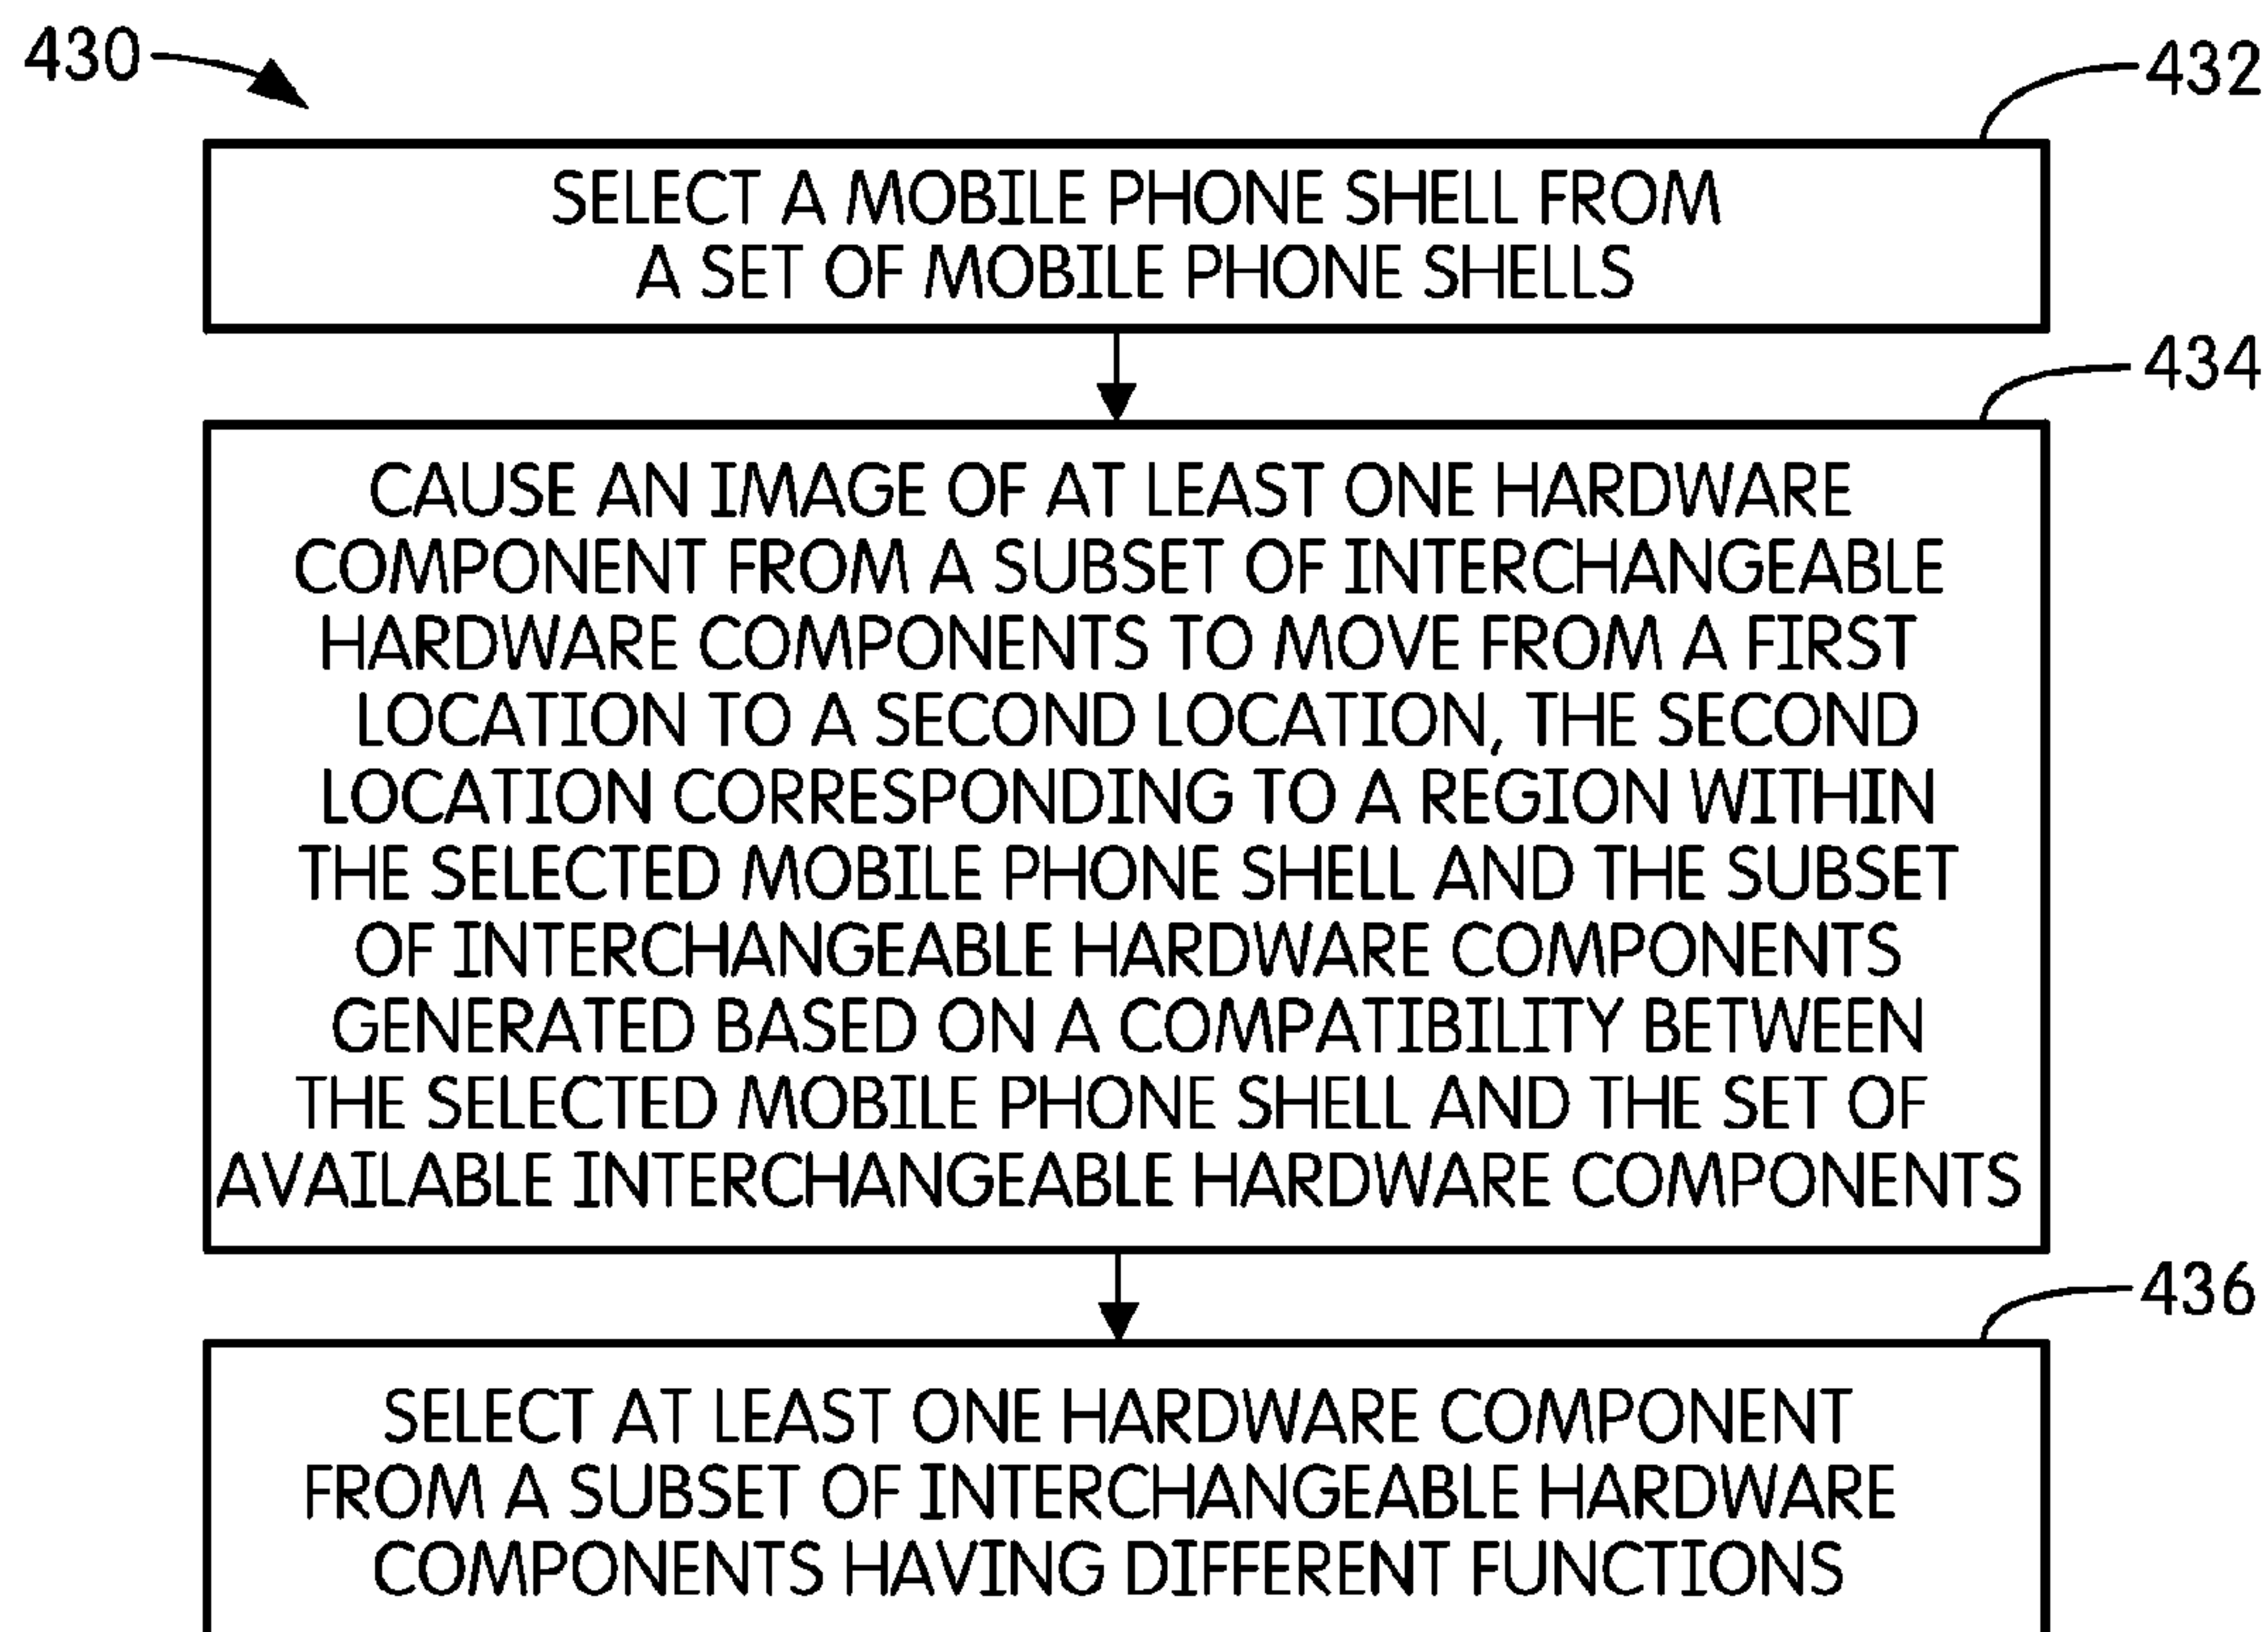 430
432
SELECT A MOBILE PHONE SHELL FROM
A SET OF MOBILE PHONE SHELLS
434
CAUSE AN IMAGE OF AT LEAST ONE HARDWARE
COMPONENT FROM A SUBSET OF INTERCHANGEABLE
HARDWARE COMPONENTS TO MOVE FROM A FIRST
LOCATION TO A SECOND LOCATION, THE SECOND
LOCATION CORRESPONDING TO A REGION WITHIN
THE SELECTED MOBILE PHONE SHELL AND THE SUBSET
OF INTERCHANGEABLE HARDWARE COMPONENTS
GENERATED BASED ON A COMPATIBILITY BETWEEN
THE SELECTED MOBILE PHONE SHELL AND THE SET OF
AVAILABLE INTERCHANGEABLE HARDWARE COMPONENTS
436
SELECT AT LEAST ONE HARDWARE COMPONENT
FROM A SUBSET OF INTERCHANGEABLE HARDWARE
COMPONENTS HAVING DIFFERENT FUNCTIONS